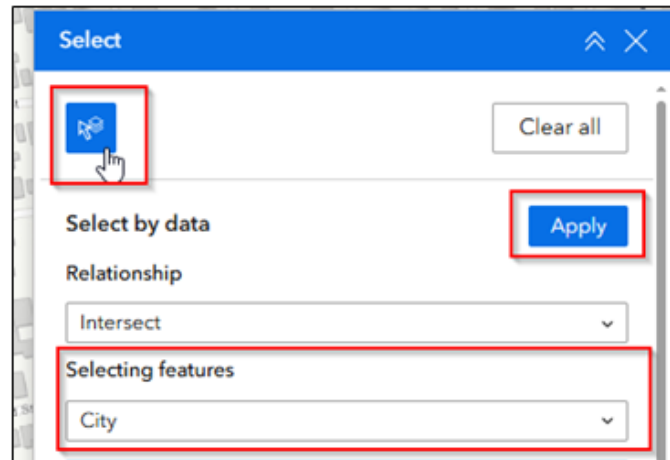 Select
Clear all
Select by data
Apply
Relationship
Intersect
Selecting features
City